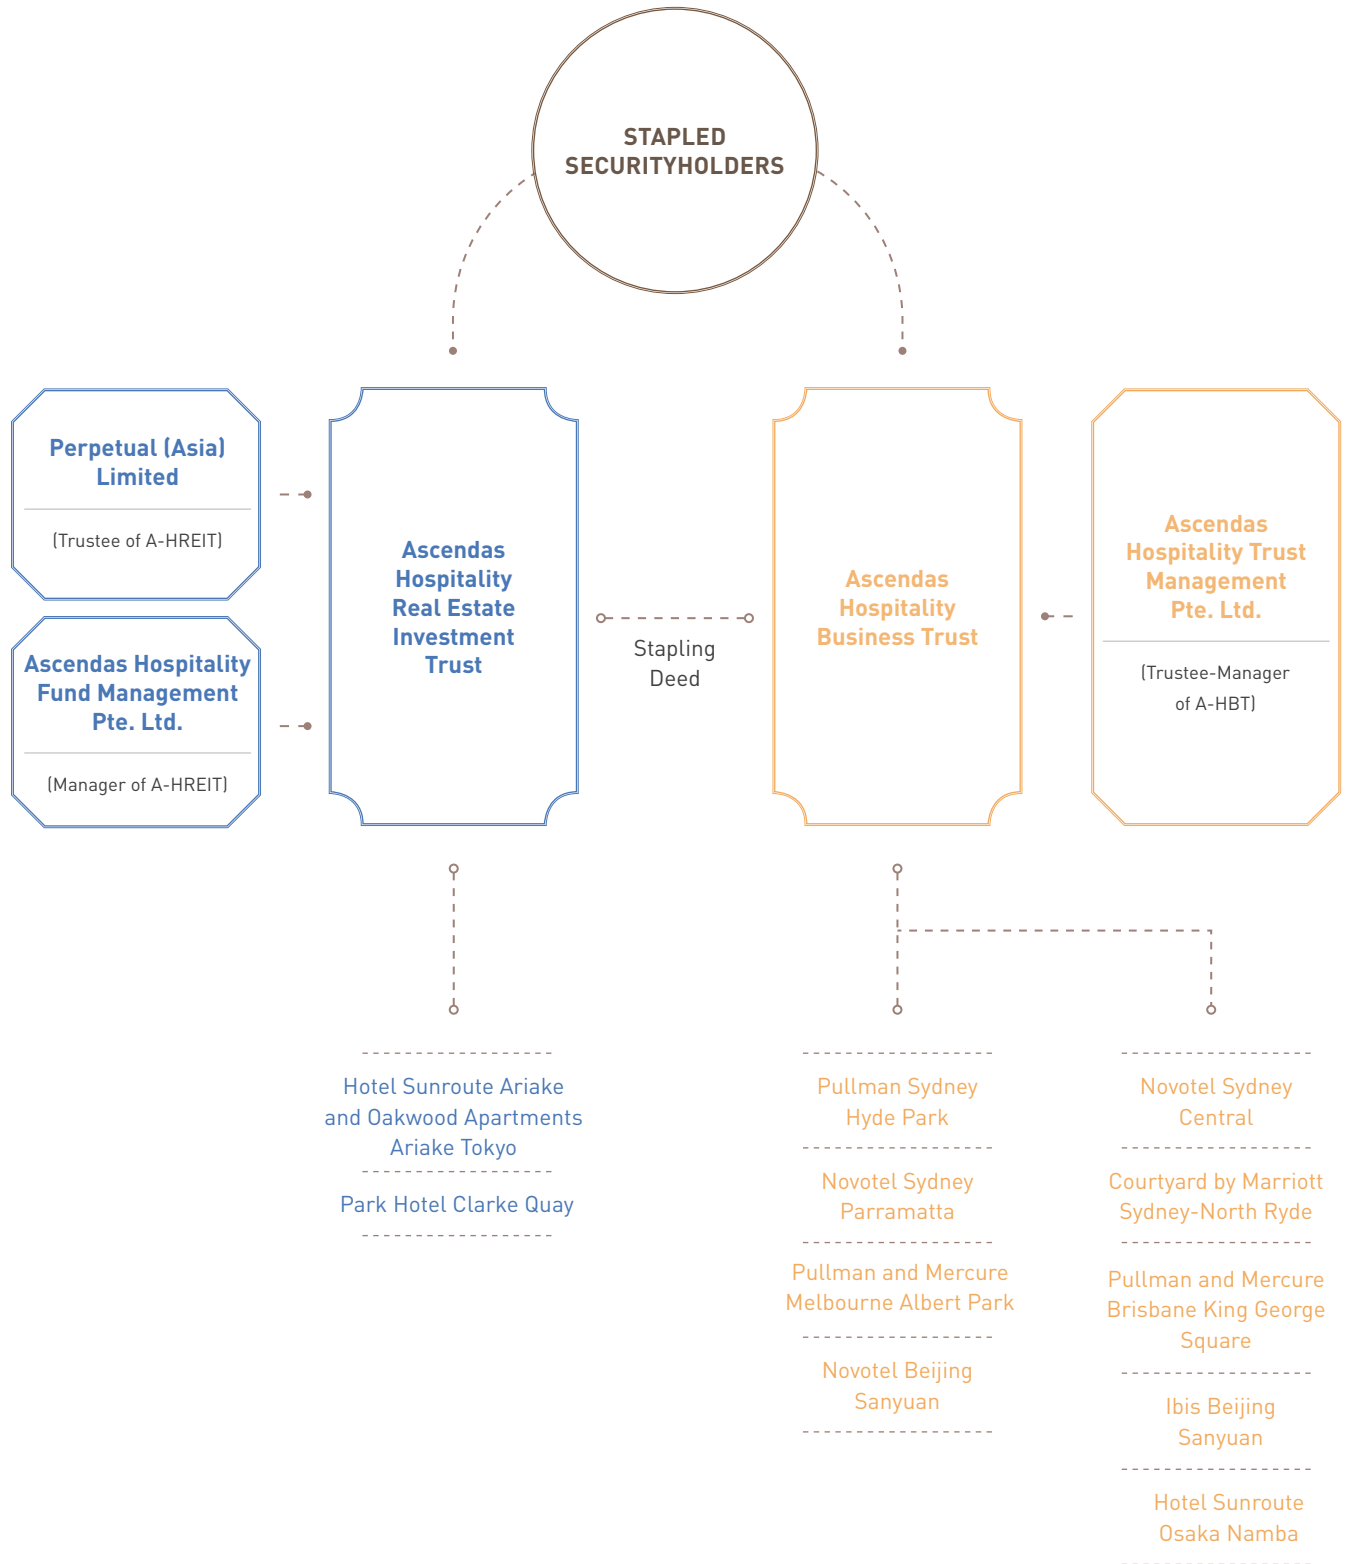 STAPLED
SECURITYHOLDERS
Perpetual (Asia)
Limited
(Trustee of A-HREIT)
Ascendas Hospitality
Fund Management
Pte. Ltd.
(Manager of A-HREIT)
Ascendas
Hospitality
Real Estate
Investment
Trust
Stapling
Deed
Ascendas
Hospitality
Business Trust
Ascendas
Hospitality Trust
Management
Pte. Ltd.
(Trustee-Manager
of A-HBT)
Hotel Sunroute Ariake
and Oakwood Apartments
Ariake Tokyo
Park Hotel Clarke Quay
Pullman Sydney
Hyde Park
Novotel Sydney
Parramatta
Pullman and Mercure
Melbourne Albert Park
Novotel Beijing
Sanyuan
Novotel Sydney
Central
Courtyard by Marriott
Sydney-North Ryde
Pullman and Mercure
Brisbane King George
Square
Ibis Beijing
Sanyuan
Hotel Sunroute
Osaka Namba